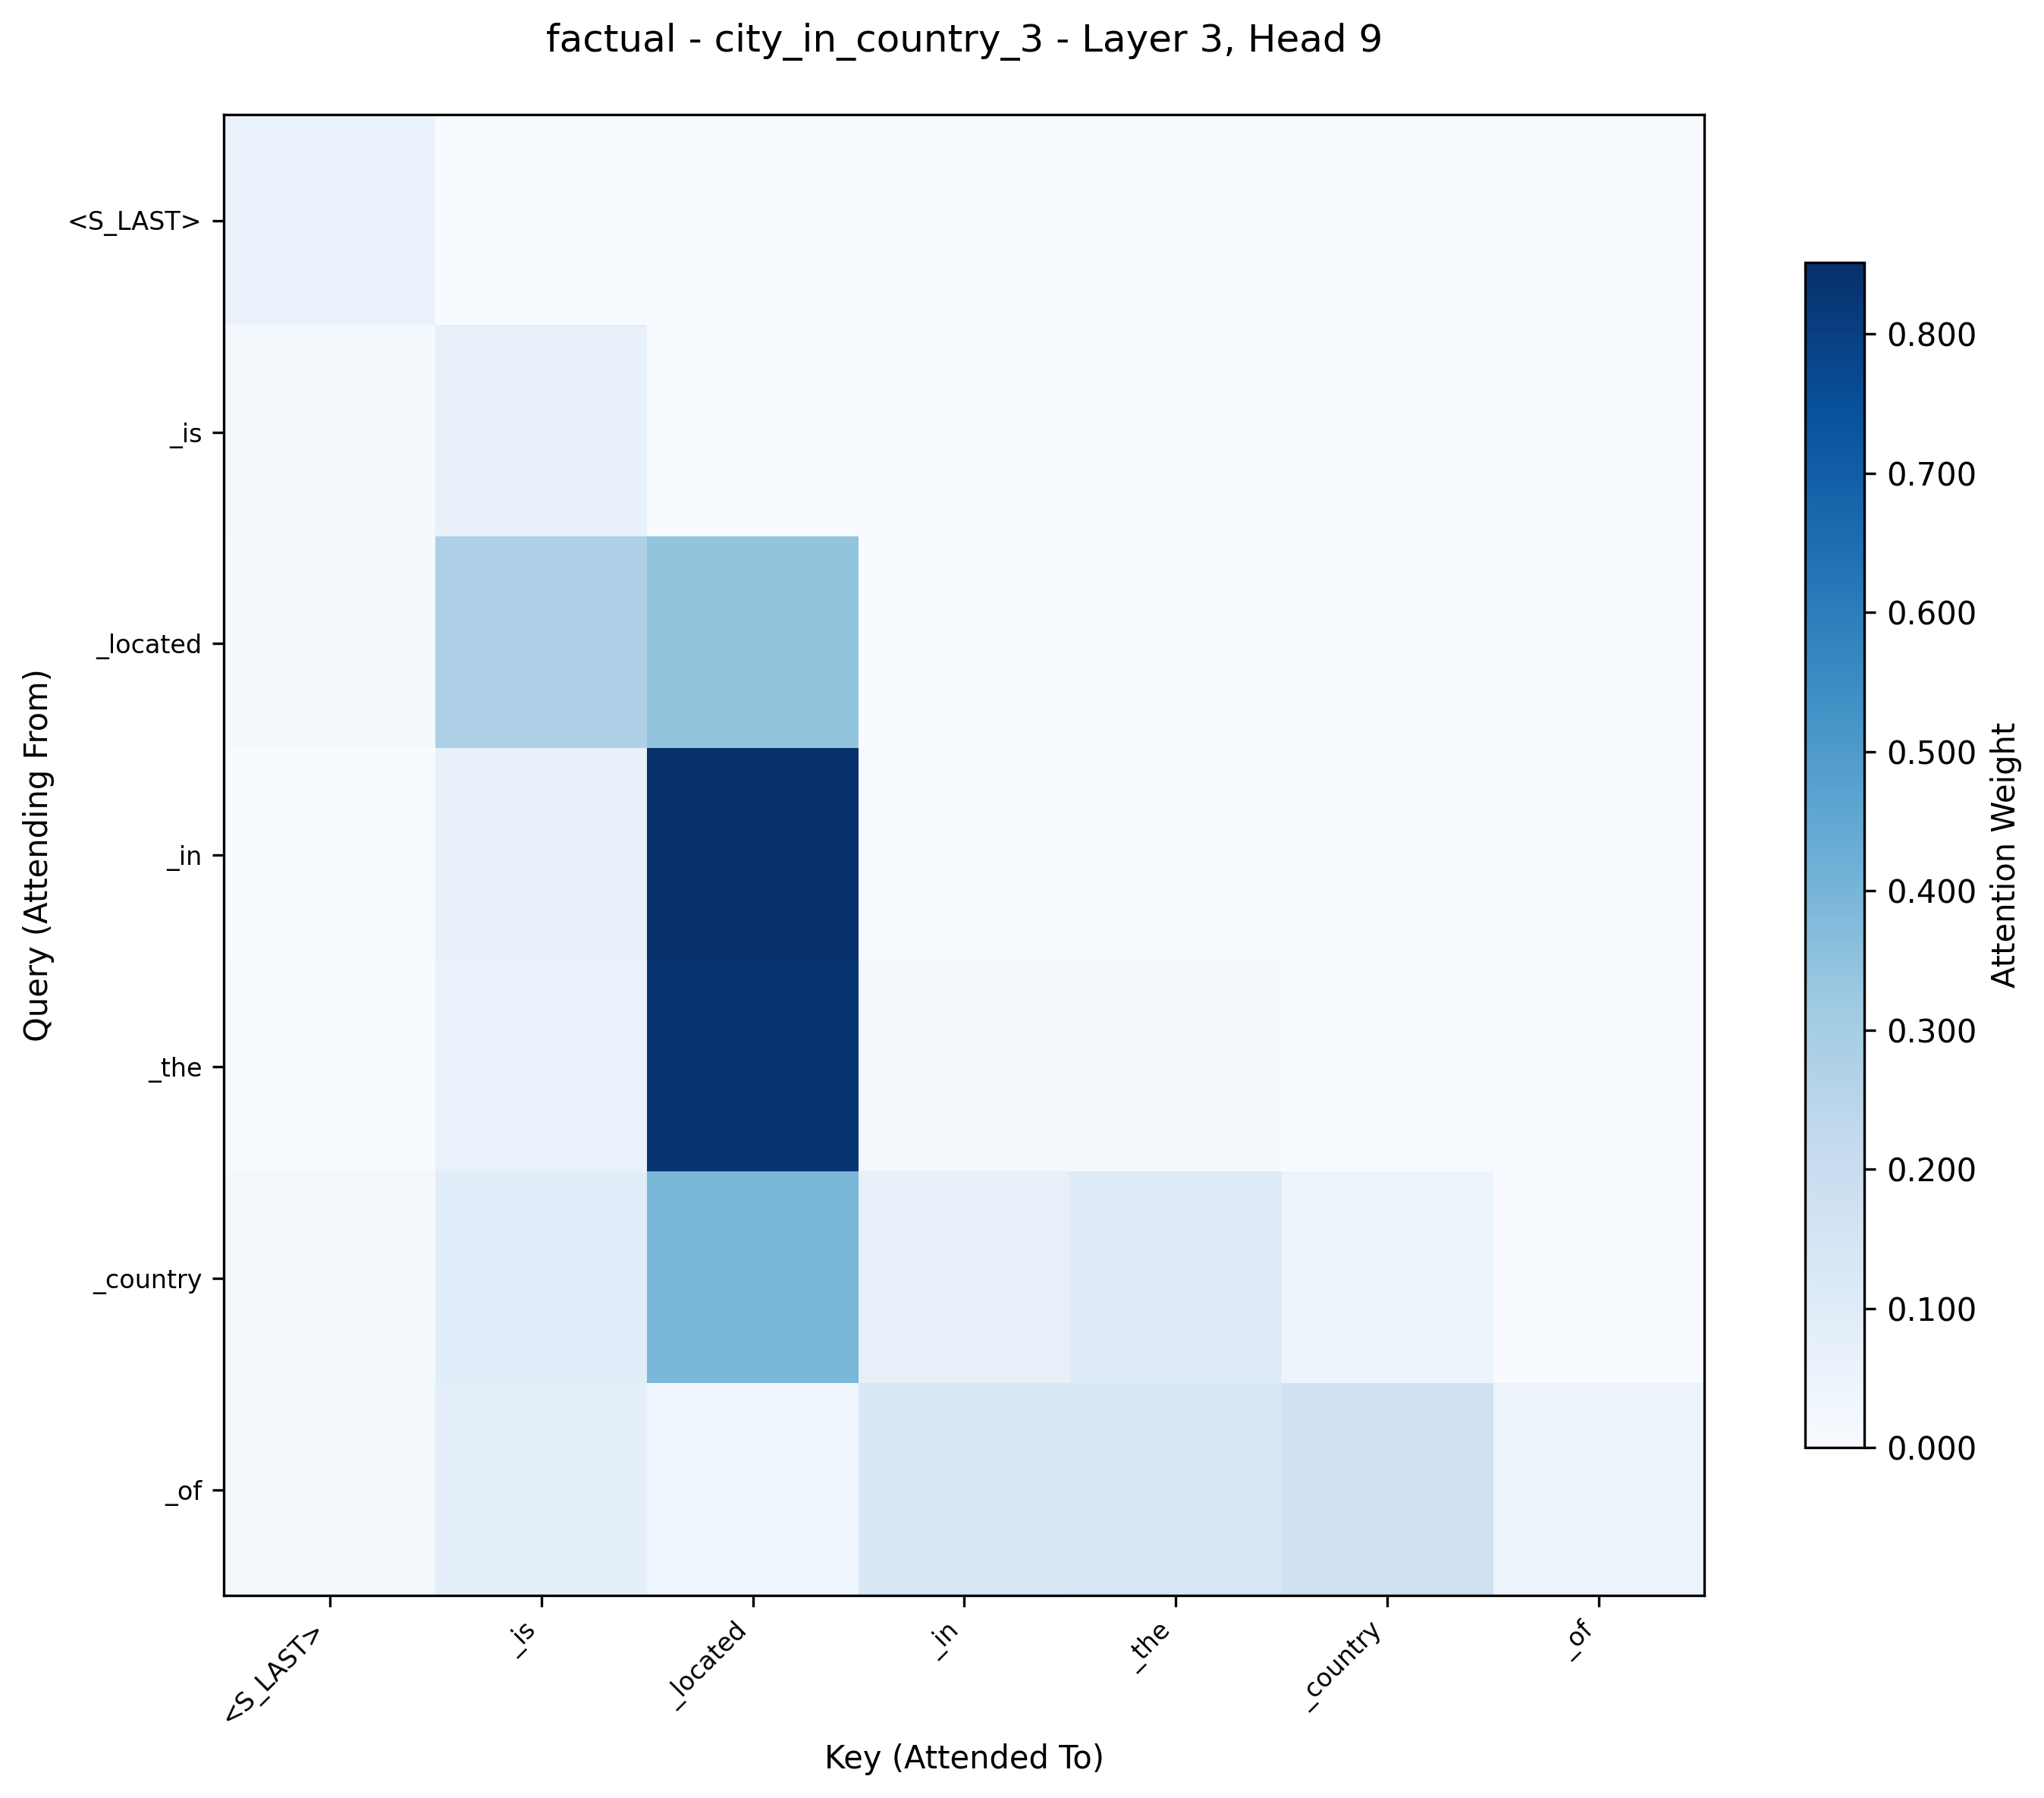 factual - city_in_country_3 - Layer 3, Head 9
<S_LAST>
_is
_located
_in
_the
_country
_of
Query (Attending From)
<S_LAST>
_is
_located
_in
_the
_country
_of
Key (Attended To)
0.800
0.700
0.600
0.500
0.400
0.300
0.200
0.100
0.000
Attention Weight